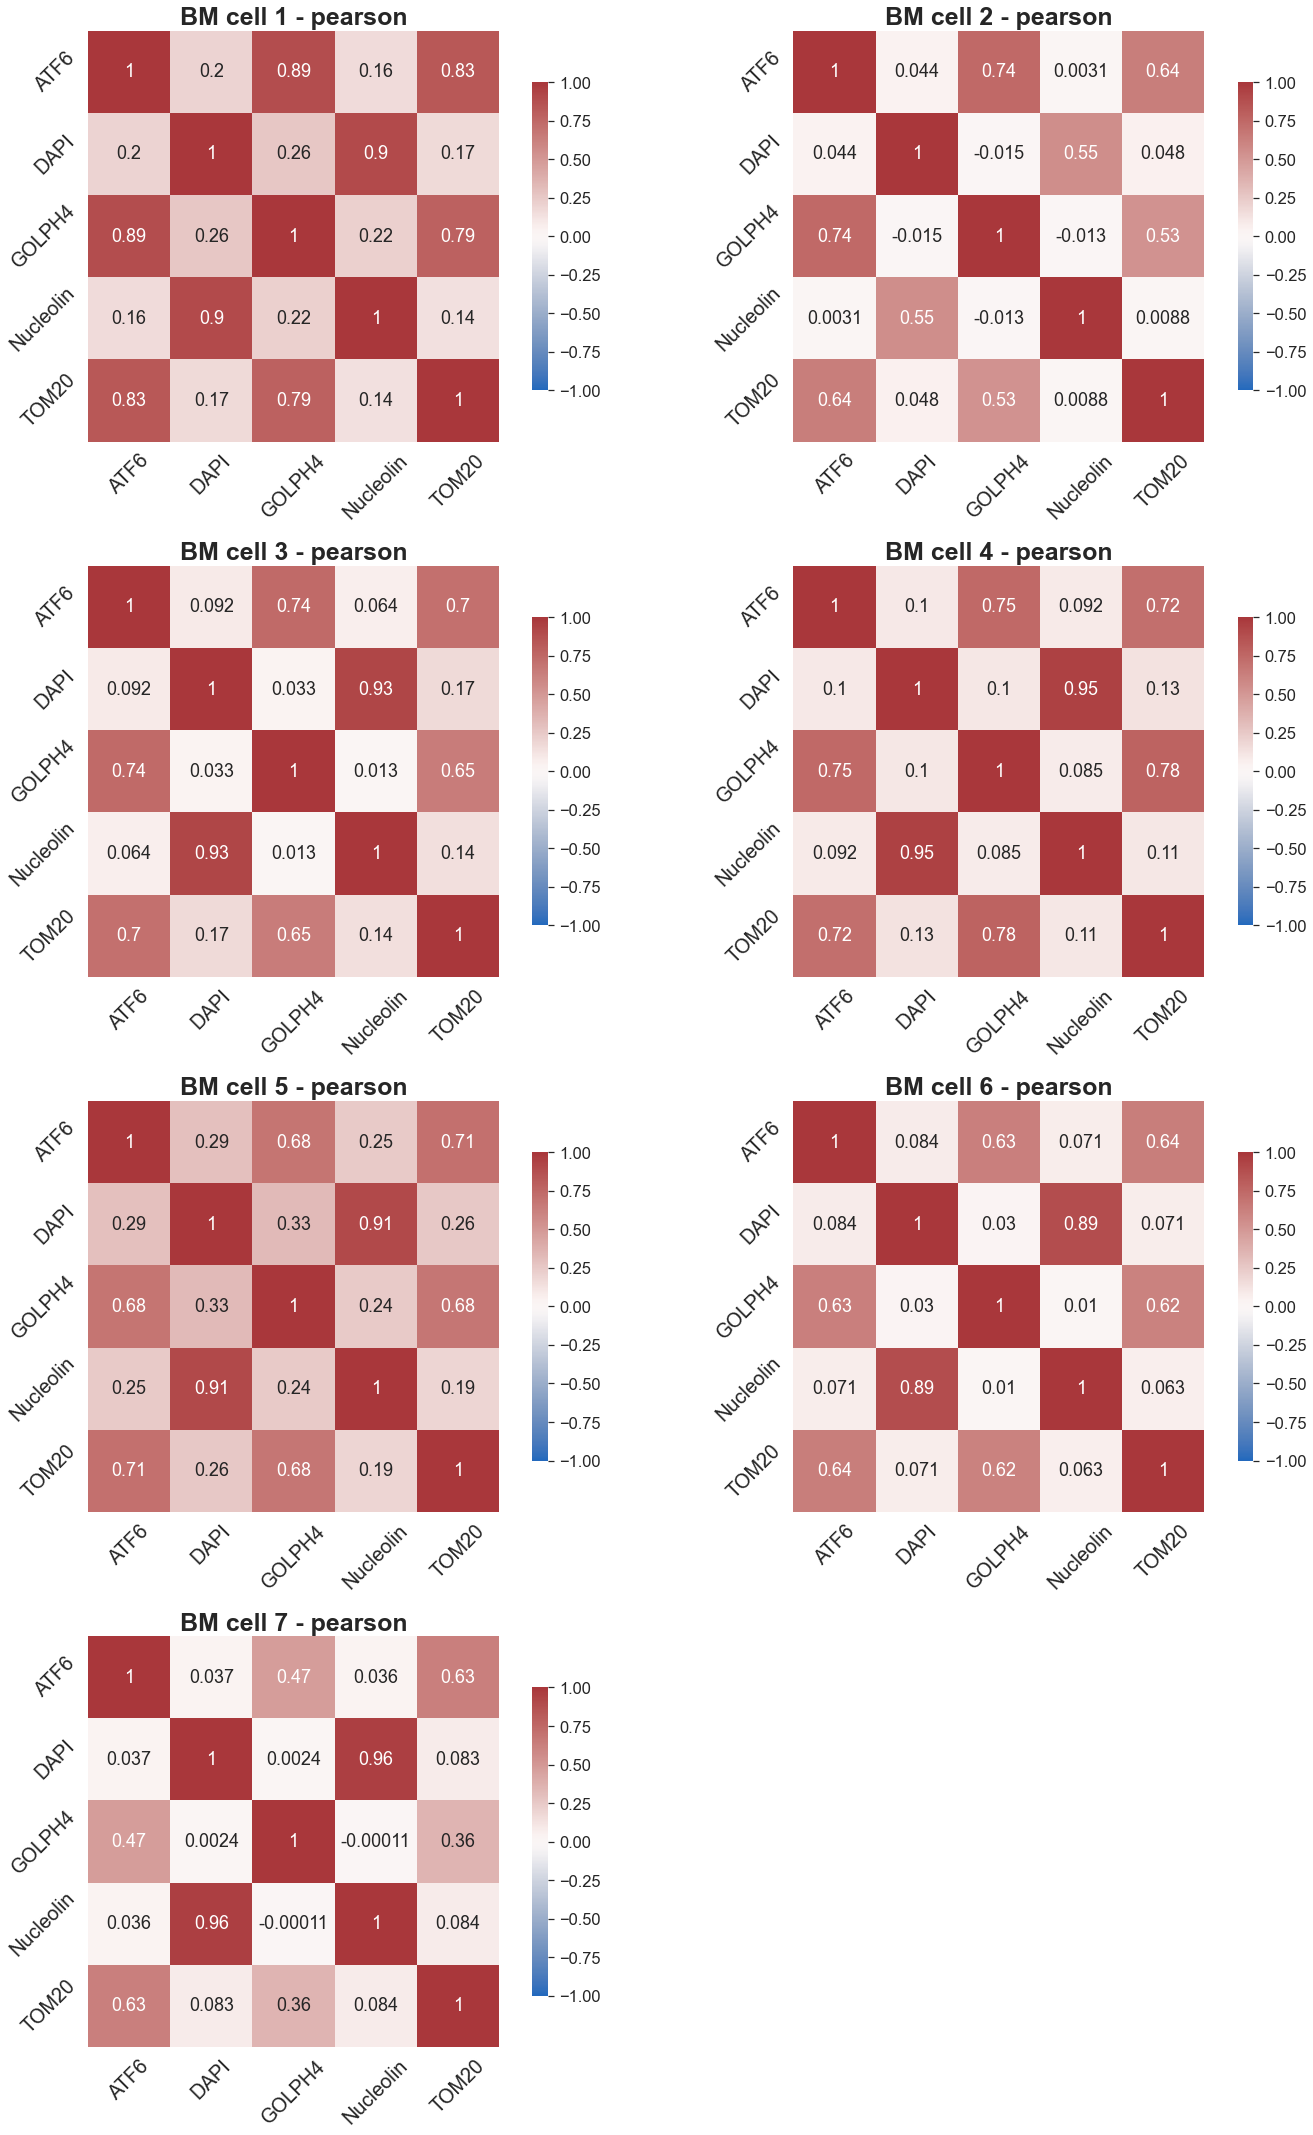 BM cell 1 - pearson
ATF6 1 0.2 0.89 0.16 0.83
DAPI 0.2 1 0.26 0.9 0.17
GOLPH4 0.89 0.26 1 0.22 0.79
Nucleolin 0.16 0.9 0.22 1 0.14
TOM20 0.83 0.17 0.79 0.14 1
ATF6 DAPI GOLPH4 Nucleolin TOM20
1.00
0.75
0.50
0.25
0.00
−0.25
−0.50
−0.75
−1.00
BM cell 2 - pearson
ATF6 1 0.044 0.74 0.0031 0.64
DAPI 0.044 1 -0.015 0.55 0.048
GOLPH4 0.74 -0.015 1 -0.013 0.53
Nucleolin 0.0031 0.55 -0.013 1 0.0088
TOM20 0.64 0.048 0.53 0.0088 1
ATF6 DAPI GOLPH4 Nucleolin TOM20
1.00
0.75
0.50
0.25
0.00
−0.25
−0.50
−0.75
−1.00
BM cell 3 - pearson
ATF6 1 0.092 0.74 0.064 0.7
DAPI 0.092 1 0.033 0.93 0.17
GOLPH4 0.74 0.033 1 0.013 0.65
Nucleolin 0.064 0.93 0.013 1 0.14
TOM20 0.7 0.17 0.65 0.14 1
ATF6 DAPI GOLPH4 Nucleolin TOM20
1.00
0.75
0.50
0.25
0.00
−0.25
−0.50
−0.75
−1.00
BM cell 4 - pearson
ATF6 1 0.1 0.75 0.092 0.72
DAPI 0.1 1 0.1 0.95 0.13
GOLPH4 0.75 0.1 1 0.085 0.78
Nucleolin 0.092 0.95 0.085 1 0.11
TOM20 0.72 0.13 0.78 0.11 1
ATF6 DAPI GOLPH4 Nucleolin TOM20
1.00
0.75
0.50
0.25
0.00
−0.25
−0.50
−0.75
−1.00
BM cell 5 - pearson
ATF6 1 0.29 0.68 0.25 0.71
DAPI 0.29 1 0.33 0.91 0.26
GOLPH4 0.68 0.33 1 0.24 0.68
Nucleolin 0.25 0.91 0.24 1 0.19
TOM20 0.71 0.26 0.68 0.19 1
ATF6 DAPI GOLPH4 Nucleolin TOM20
1.00
0.75
0.50
0.25
0.00
−0.25
−0.50
−0.75
−1.00
BM cell 6 - pearson
ATF6 1 0.084 0.63 0.071 0.64
DAPI 0.084 1 0.03 0.89 0.071
GOLPH4 0.63 0.03 1 0.01 0.62
Nucleolin 0.071 0.89 0.01 1 0.063
TOM20 0.64 0.071 0.62 0.063 1
ATF6 DAPI GOLPH4 Nucleolin TOM20
1.00
0.75
0.50
0.25
0.00
−0.25
−0.50
−0.75
−1.00
BM cell 7 - pearson
ATF6 1 0.037 0.47 0.036 0.63
DAPI 0.037 1 0.0024 0.96 0.083
GOLPH4 0.47 0.0024 1 -0.00011 0.36
Nucleolin 0.036 0.96 -0.00011 1 0.084
TOM20 0.63 0.083 0.36 0.084 1
ATF6 DAPI GOLPH4 Nucleolin TOM20
1.00
0.75
0.50
0.25
0.00
−0.25
−0.50
−0.75
−1.00